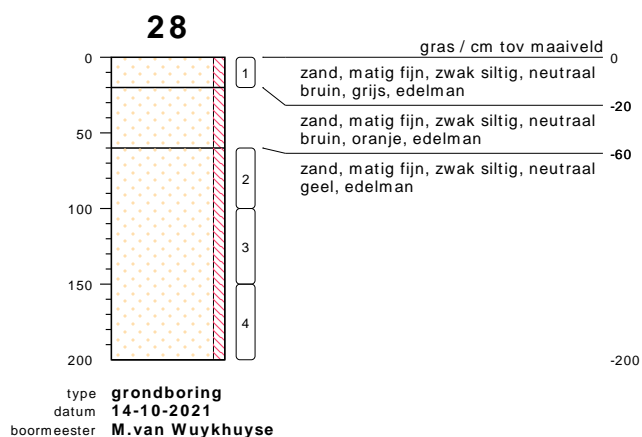 28
gras / cm tov maaiveld
0
0
1
zand, matig fijn, zwak siltig, neutraal
bruin, grijs, edelman
-20
50
zand, matig fijn, zwak siltig, neutraal
bruin, oranje, edelman
-60
zand, matig fijn, zwak siltig, neutraal
geel, edelman
2
100
3
150
4
200
-200
type grondboring
datum 14-10-2021
boormeester M.van Wuykhuyse